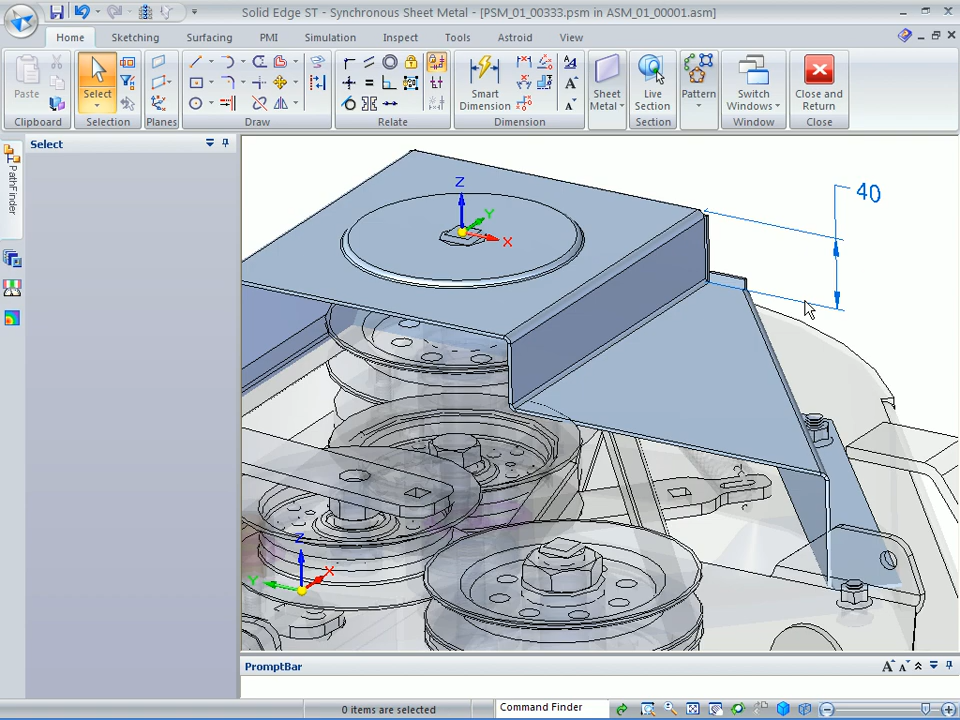 Solid Edge ST - Synchronous Sheet Metal - [PSM_01_00333.psm in ASM_01_00001.asm]
Home Sketching Surfacing PMI Simulation Inspect Tools Astroid View
Paste Select Smart Dimension Sheet Metal Live Section Pattern Switch Windows Close and Return
Clipboard Selection Planes Draw Relate Dimension Section Window Close
Select
PathFinder
40
Z
Y
X
Z
X
Y
PromptBar
0 items are selected Command Finder